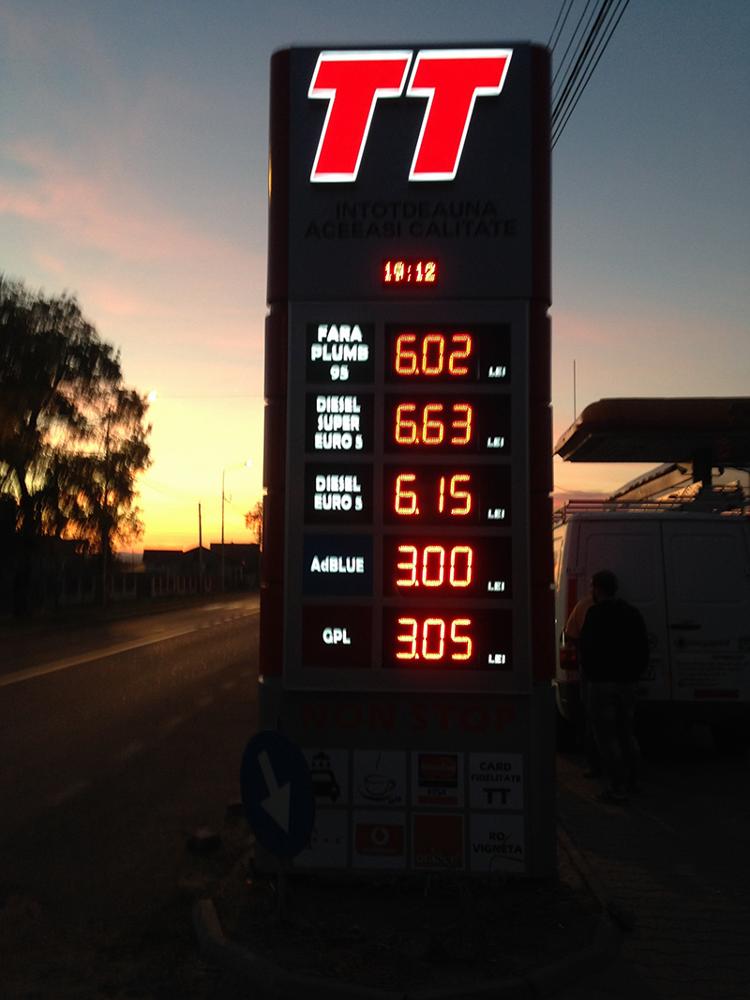 TT
INTOTDEAUNA
ACEEASI CALITATE
19:12
FARA
PLUMB
95
6.02 LEI
DIESEL
SUPER
EURO 5
6.63 LEI
DIESEL
EURO 5
6.15 LEI
AdBLUE
3.00 LEI
GPL
3.05 LEI
NON STOP
CARD
FIDELITATE
TT
VISA
RO
VIGNETA